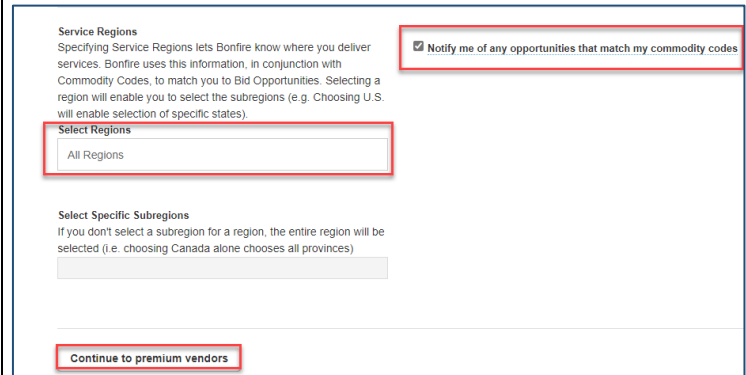 Service Regions
Specifying Service Regions lets Bonfire know where you deliver
services. Bonfire uses this information, in conjunction with
Commodity Codes, to match you to Bid Opportunities. Selecting a
region will enable you to select the subregions (e.g. Choosing U.S.
will enable selection of specific states).
Select Regions
All Regions
Select Specific Subregions
If you don't select a subregion for a region, the entire region will be
selected (i.e. choosing Canada alone chooses all provinces)
Notify me of any opportunities that match my commodity codes
Continue to premium vendors